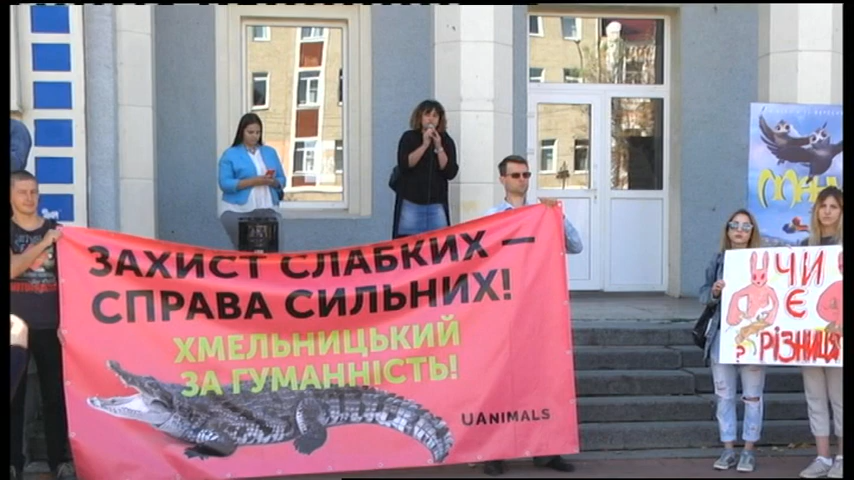 ЗАХИСТ СЛАБКИХ –
СПРАВА СИЛЬНИХ!
ХМЕЛЬНИЦЬКИЙ
ЗА ГУМАННІСТЬ!
UANIMALS
ЧИ
Є
РІЗНИЦЯ
?